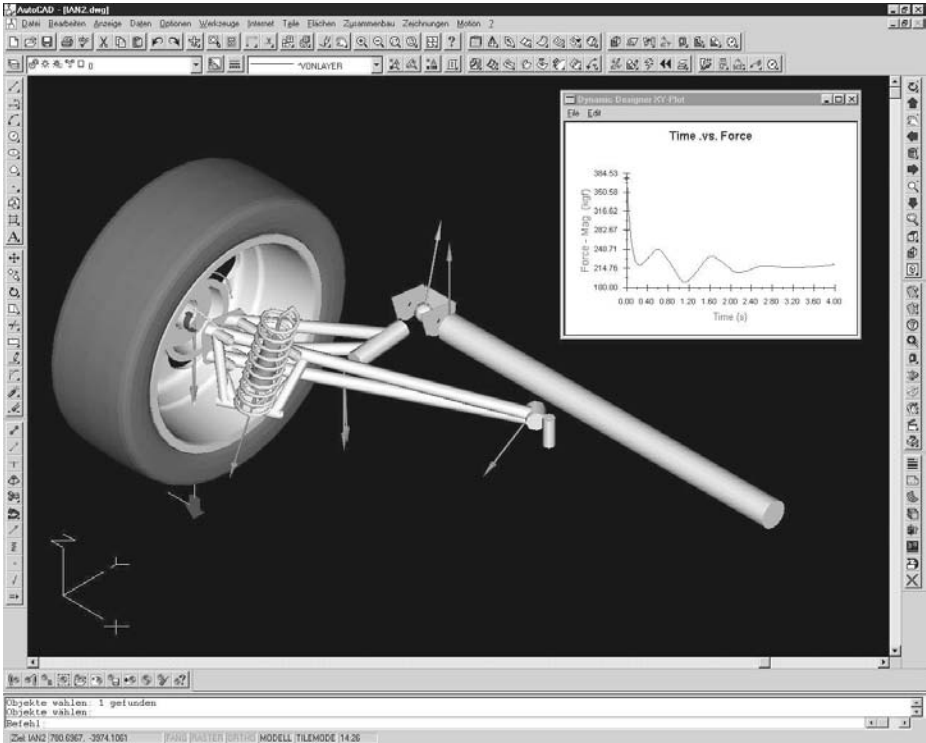 AutoCAD - [IAN2.dwg]
Datei Bearbeiten Anzeige Daten Optionen Werkzeuge Internet Teile Flächen Zusammenbau Zeichnungen Motion ?
0
VONLAYER
Dynamic Designer XY-Plot
File Edit
Time .vs. Force
384.53
350.58
316.62
282.67
248.71
214.76
180.00
Force - Mag. (kgf)
0.00 0.40 0.80 1.20 1.60 2.00 2.40 2.80 3.20 3.60 4.00
Time (s)
Objekte wählen: 1 gefunden
Objekte wählen:
Befehl:
Ziel: IAN2 780.6967, -3974.1061 FANG RASTER ORTHO MODELL TILEMODE 14:26